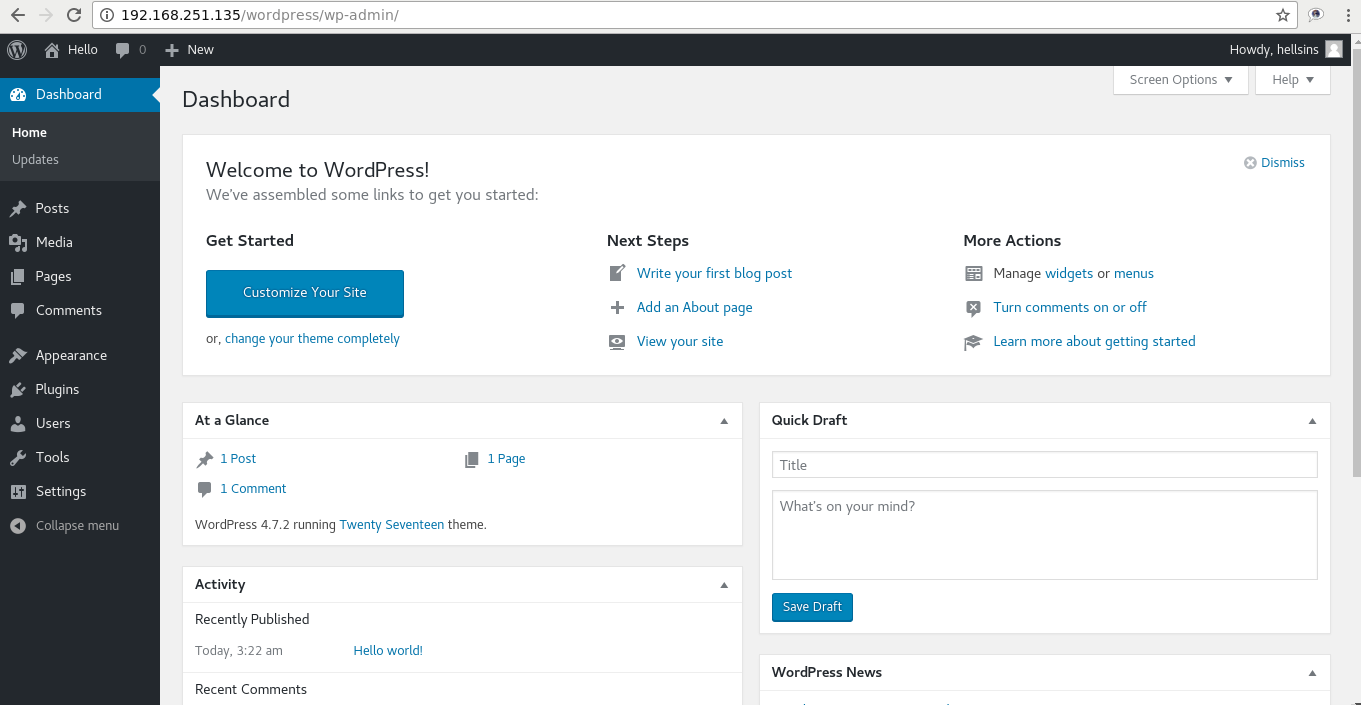 192.168.251.135/wordpress/wp-admin/
Hello 0 New Howdy, hellsins
Dashboard
Home
Updates
Posts
Media
Pages
Comments
Appearance
Plugins
Users
Tools
Settings
Collapse menu
Screen Options Help
Dashboard
Welcome to WordPress!
Dismiss
We've assembled some links to get you started:
Get Started
Customize Your Site
or, change your theme completely
Next Steps
Write your first blog post
Add an About page
View your site
More Actions
Manage widgets or menus
Turn comments on or off
Learn more about getting started
At a Glance
1 Post 1 Page
1 Comment
WordPress 4.7.2 running Twenty Seventeen theme.
Activity
Recently Published
Today, 3:22 am Hello world!
Recent Comments
Quick Draft
Title
What's on your mind?
Save Draft
WordPress News